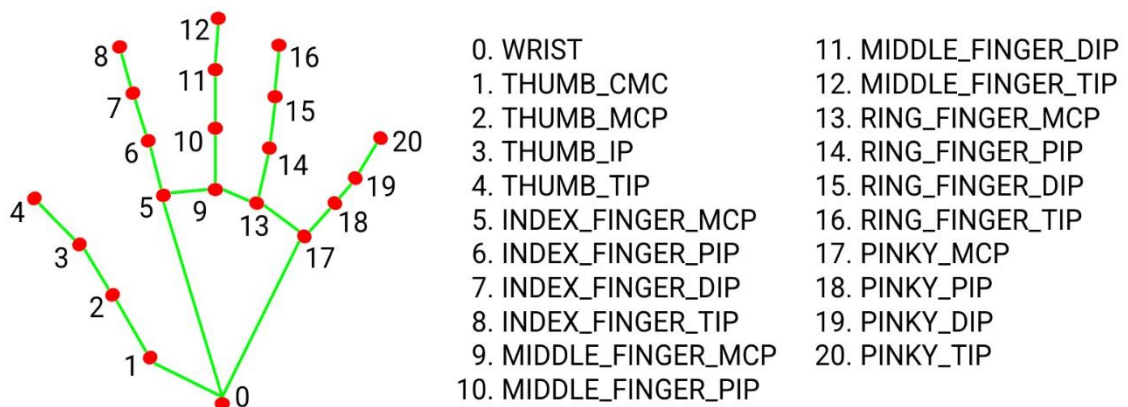 12
8
16
11
7
15
20
10
6
14
19
4
5
9
13
18
3
17
2
1
0
0. WRIST
1. THUMB_CMC
2. THUMB_MCP
3. THUMB_IP
4. THUMB_TIP
5. INDEX_FINGER_MCP
6. INDEX_FINGER_PIP
7. INDEX_FINGER_DIP
8. INDEX_FINGER_TIP
9. MIDDLE_FINGER_MCP
10. MIDDLE_FINGER_PIP
11. MIDDLE_FINGER_DIP
12. MIDDLE_FINGER_TIP
13. RING_FINGER_MCP
14. RING_FINGER_PIP
15. RING_FINGER_DIP
16. RING_FINGER_TIP
17. PINKY_MCP
18. PINKY_PIP
19. PINKY_DIP
20. PINKY_TIP